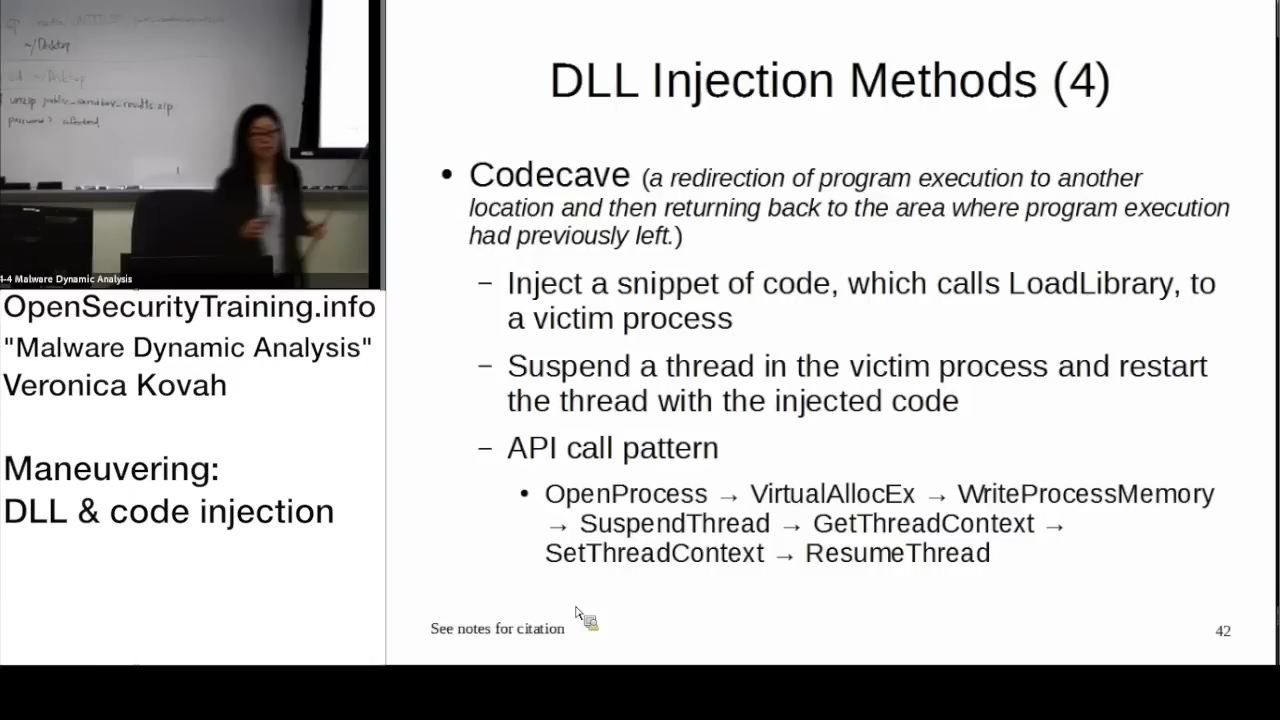 ~/Desktop
cd ~/Desktop
unzip public_sandbox_results.zip
4-4 Malware Dynamic Analysis
OpenSecurityTraining.info
"Malware Dynamic Analysis"
Veronica Kovah
Maneuvering:
DLL & code injection
DLL Injection Methods (4)
• Codecave (a redirection of program execution to another
location and then returning back to the area where program execution
had previously left.)
– Inject a snippet of code, which calls LoadLibrary, to
a victim process
– Suspend a thread in the victim process and restart
the thread with the injected code
– API call pattern
• OpenProcess → VirtualAllocEx → WriteProcessMemory
→ SuspendThread → GetThreadContext →
SetThreadContext → ResumeThread
See notes for citation
42